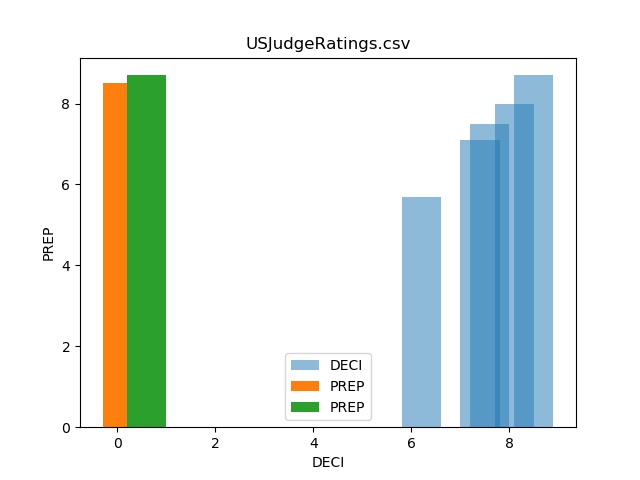 USJudgeRatings.csv
PREP
8
6
4
2
0
DECI
PREP
PREP
0 2 4 6 8
DECI